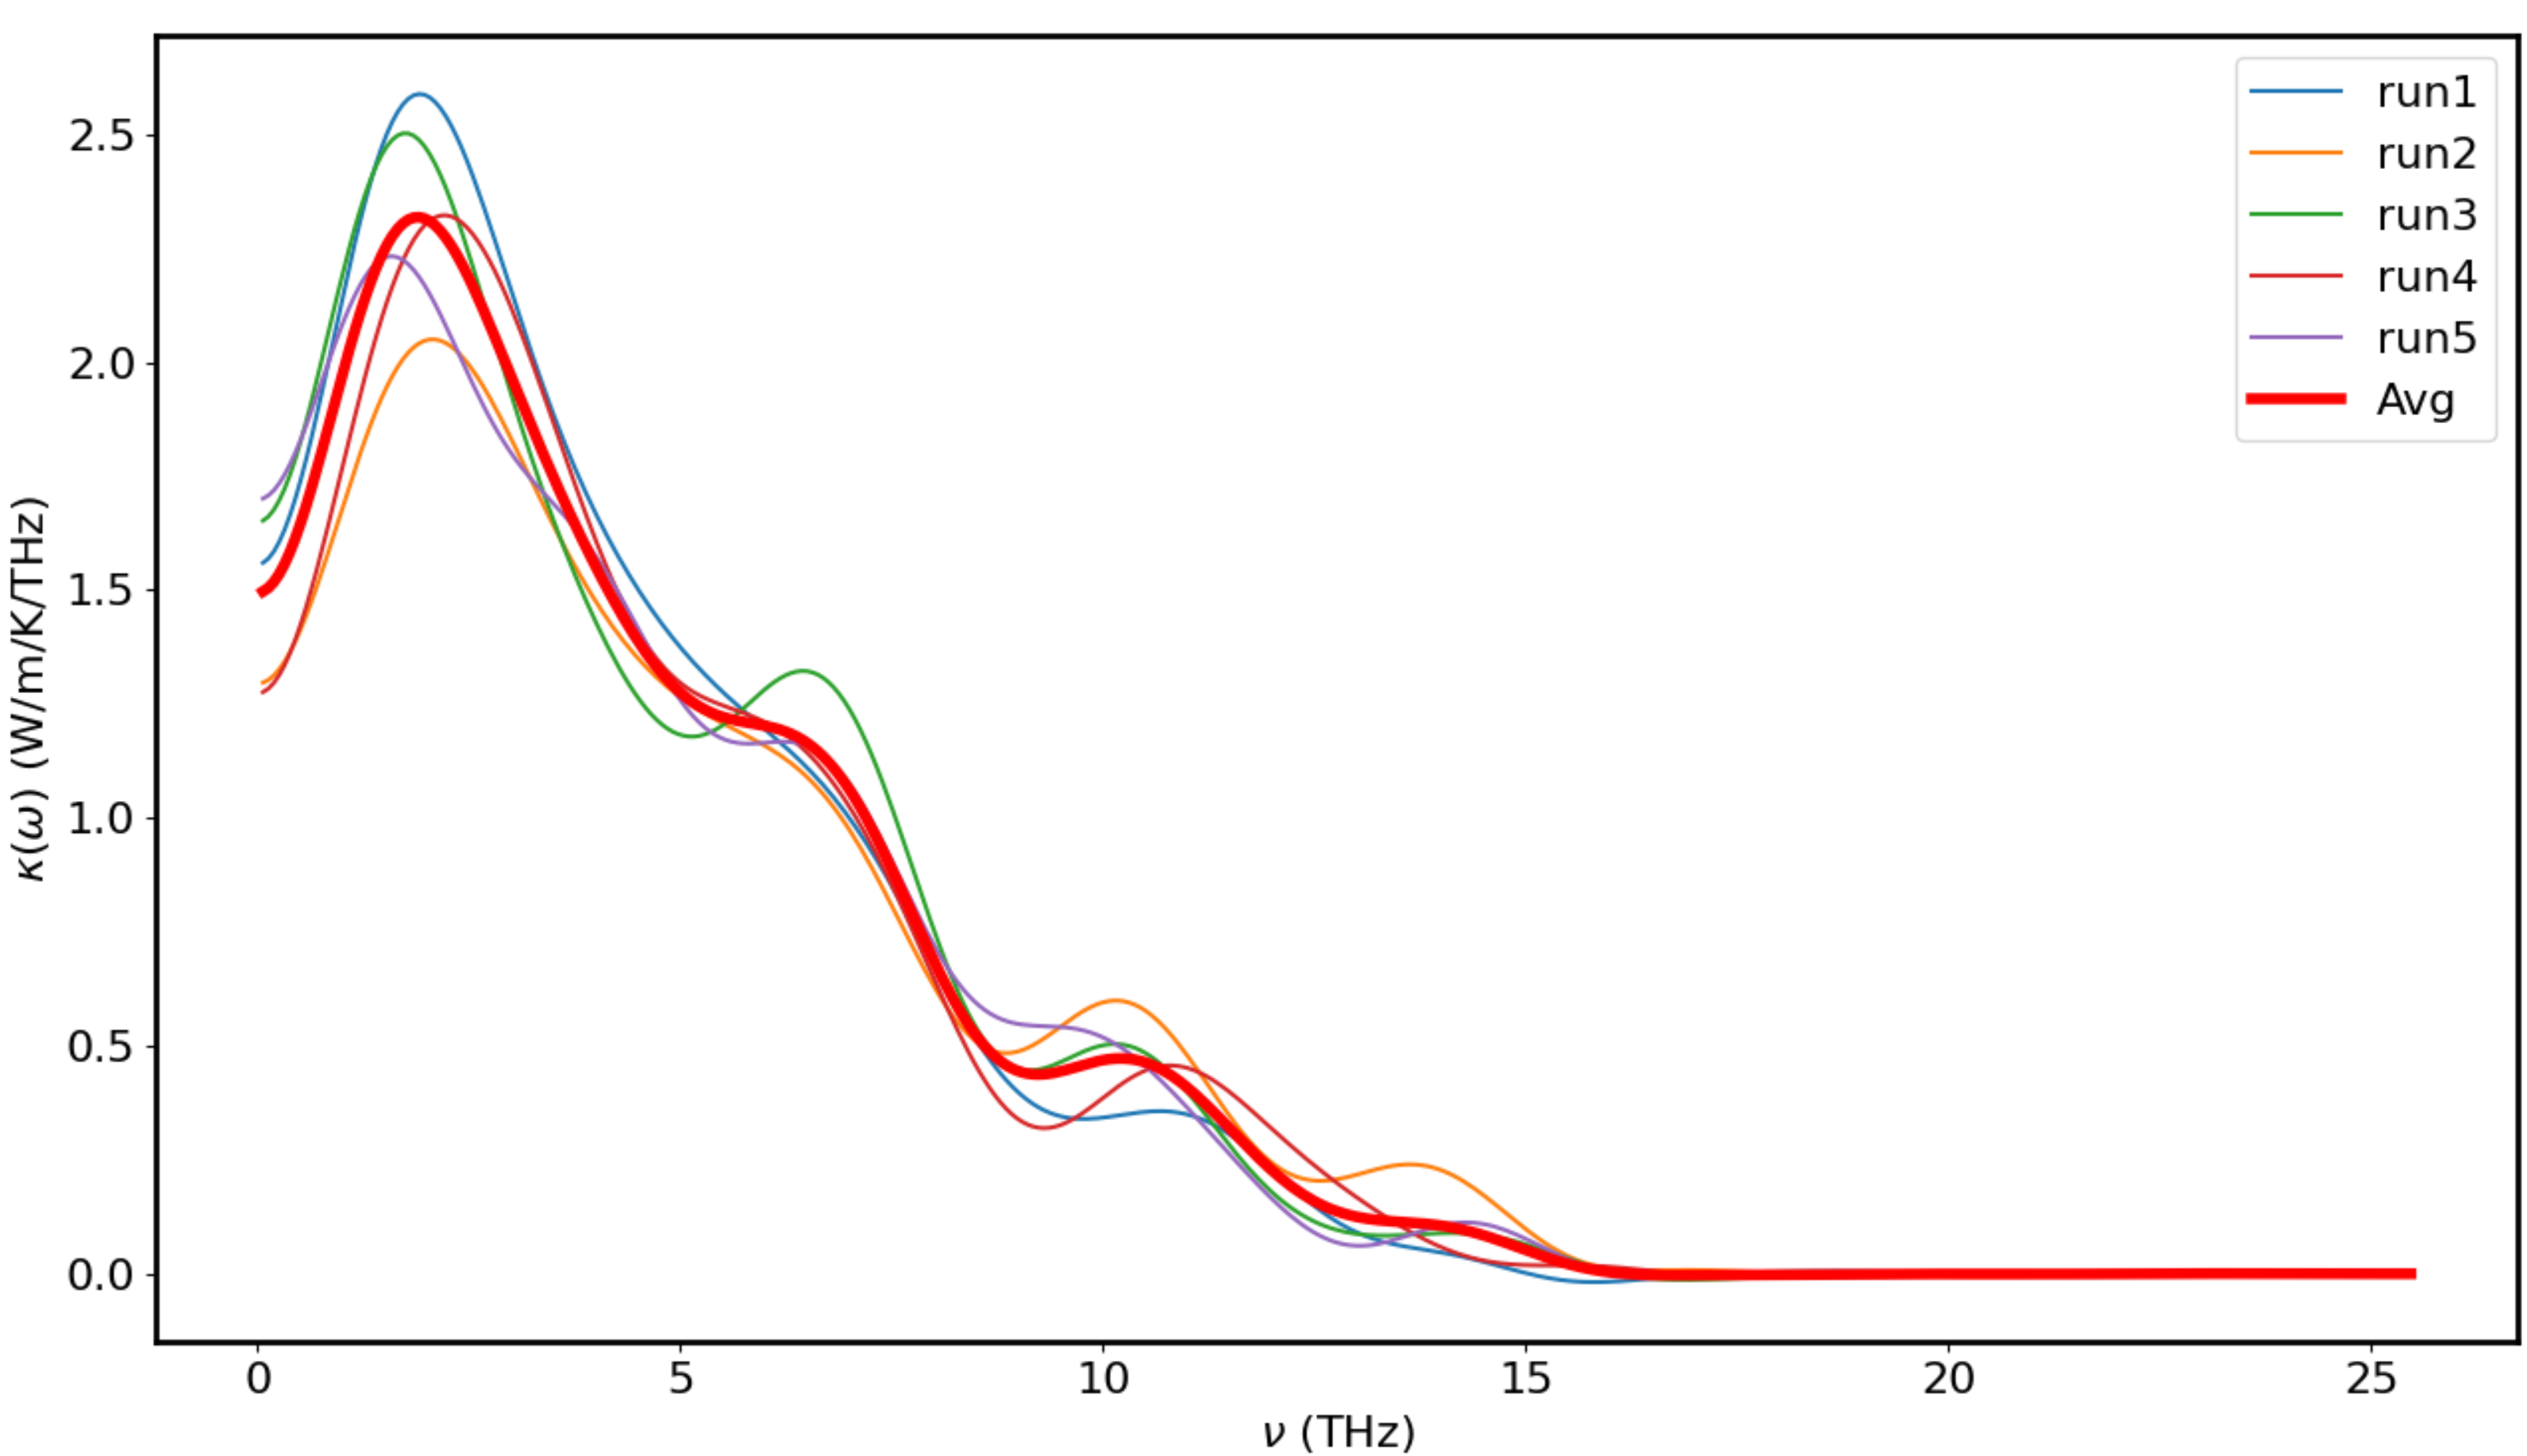 run1
run2
run3
run4
run5
Avg
2.5
2.0
1.5
1.0
0.5
0.0
κ(ω) (W/m/K/THz)
0 5 10 15 20 25
ν (THz)